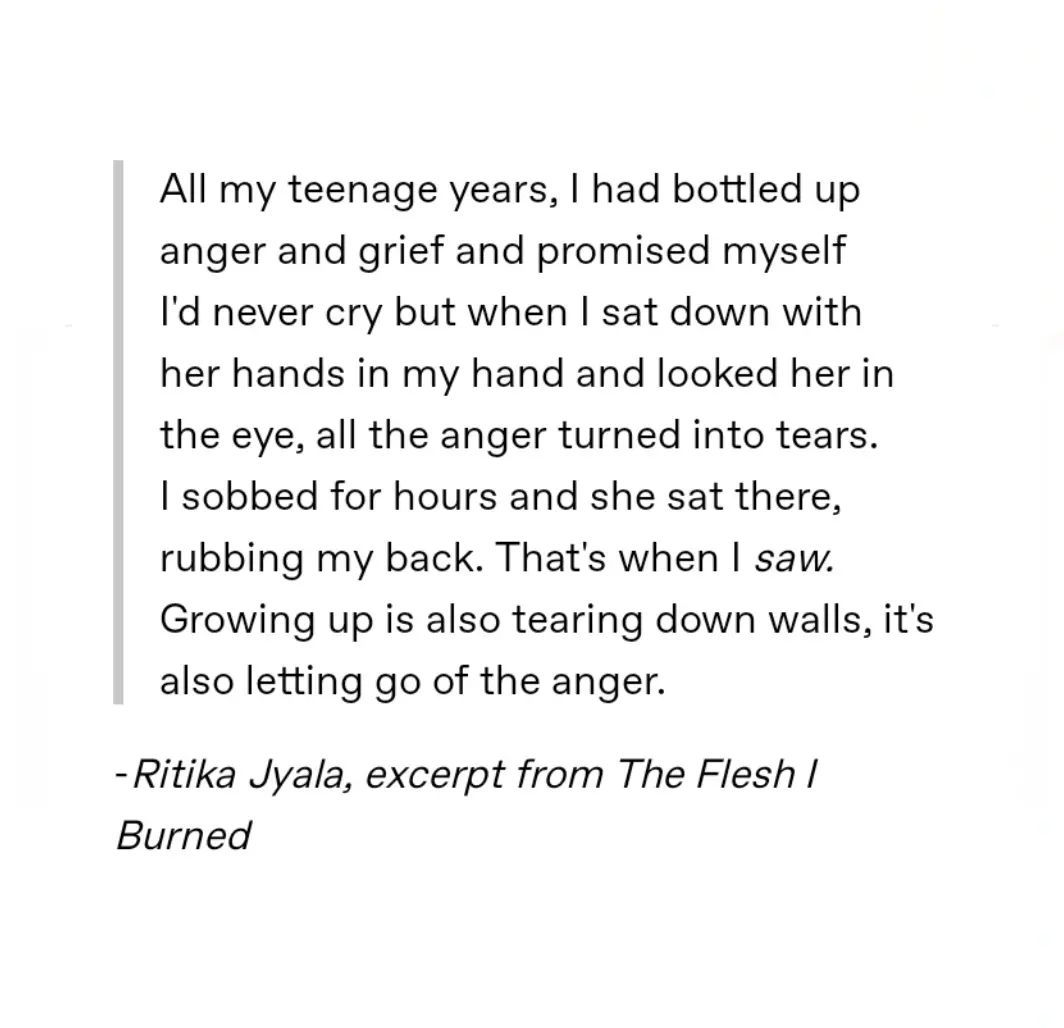 All my teenage years, I had bottled up
anger and grief and promised myself
I'd never cry but when I sat down with
her hands in my hand and looked her in
the eye, all the anger turned into tears.
I sobbed for hours and she sat there,
rubbing my back. That's when I saw.
Growing up is also tearing down walls, it's
also letting go of the anger.
-Ritika Jyala, excerpt from The Flesh I
Burned